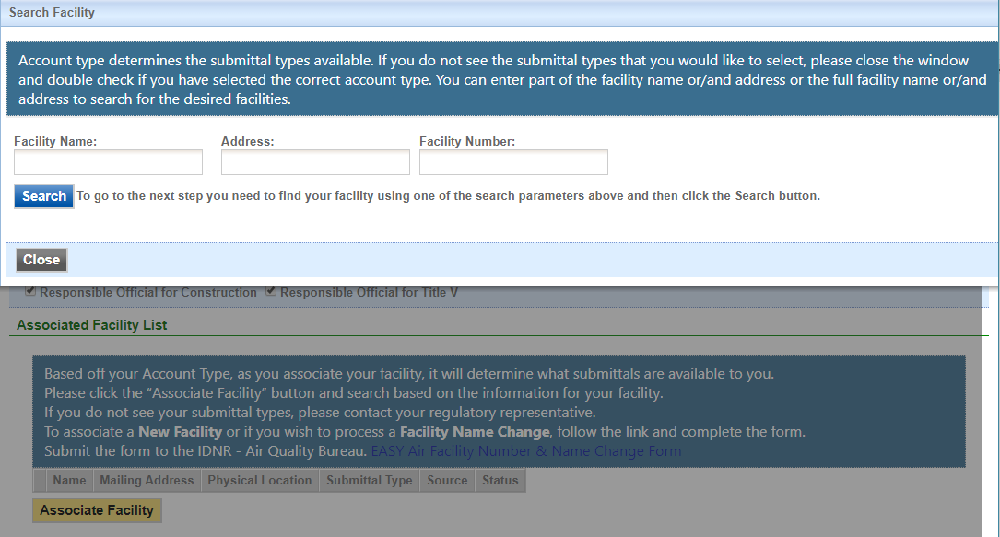 Search Facility
Account type determines the submittal types available. If you do not see the submittal types that you would like to select, please close the window
and double check if you have selected the correct account type. You can enter part of the facility name or/and address or the full facility name or/and
address to search for the desired facilities.
Facility Name: Address: Facility Number:
Search To go to the next step you need to find your facility using one of the search parameters above and then click the Search button.
Close
Responsible Official for Construction Responsible Official for Title V
Associated Facility List
Based off your Account Type, as you associate your facility, it will determine what submittals are available to you.
Please click the “Associate Facility” button and search based on the information for your facility.
If you do not see your submittal types, please contact your regulatory representative.
To associate a New Facility or if you wish to process a Facility Name Change, follow the link and complete the form.
Submit the form to the IDNR - Air Quality Bureau. EASY Air Facility Number & Name Change Form
Name Mailing Address Physical Location Submittal Type Source Status
Associate Facility